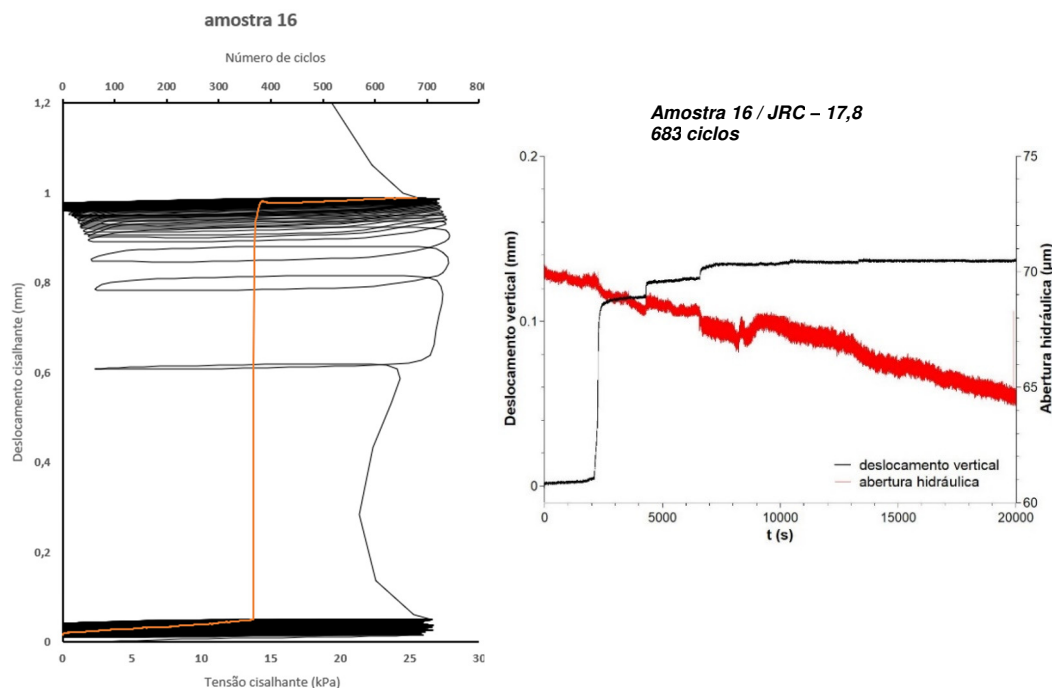 amostra 16
Número de ciclos
0 100 200 300 400 500 600 700 800
1,2
1
0,8
0,6
0,4
0,2
0
Deslocamento cisalhante (mm)
0 5 10 15 20 25 30
Tensão cisalhante (kPa)
Amostra 16 / JRC – 17,8
683 ciclos
0.2
0.1
0
Deslocamento vertical (mm)
75
70
65
60
Abertura hidráulica (µm)
deslocamento vertical
abertura hidráulica
0 5000 10000 15000 20000
t (s)